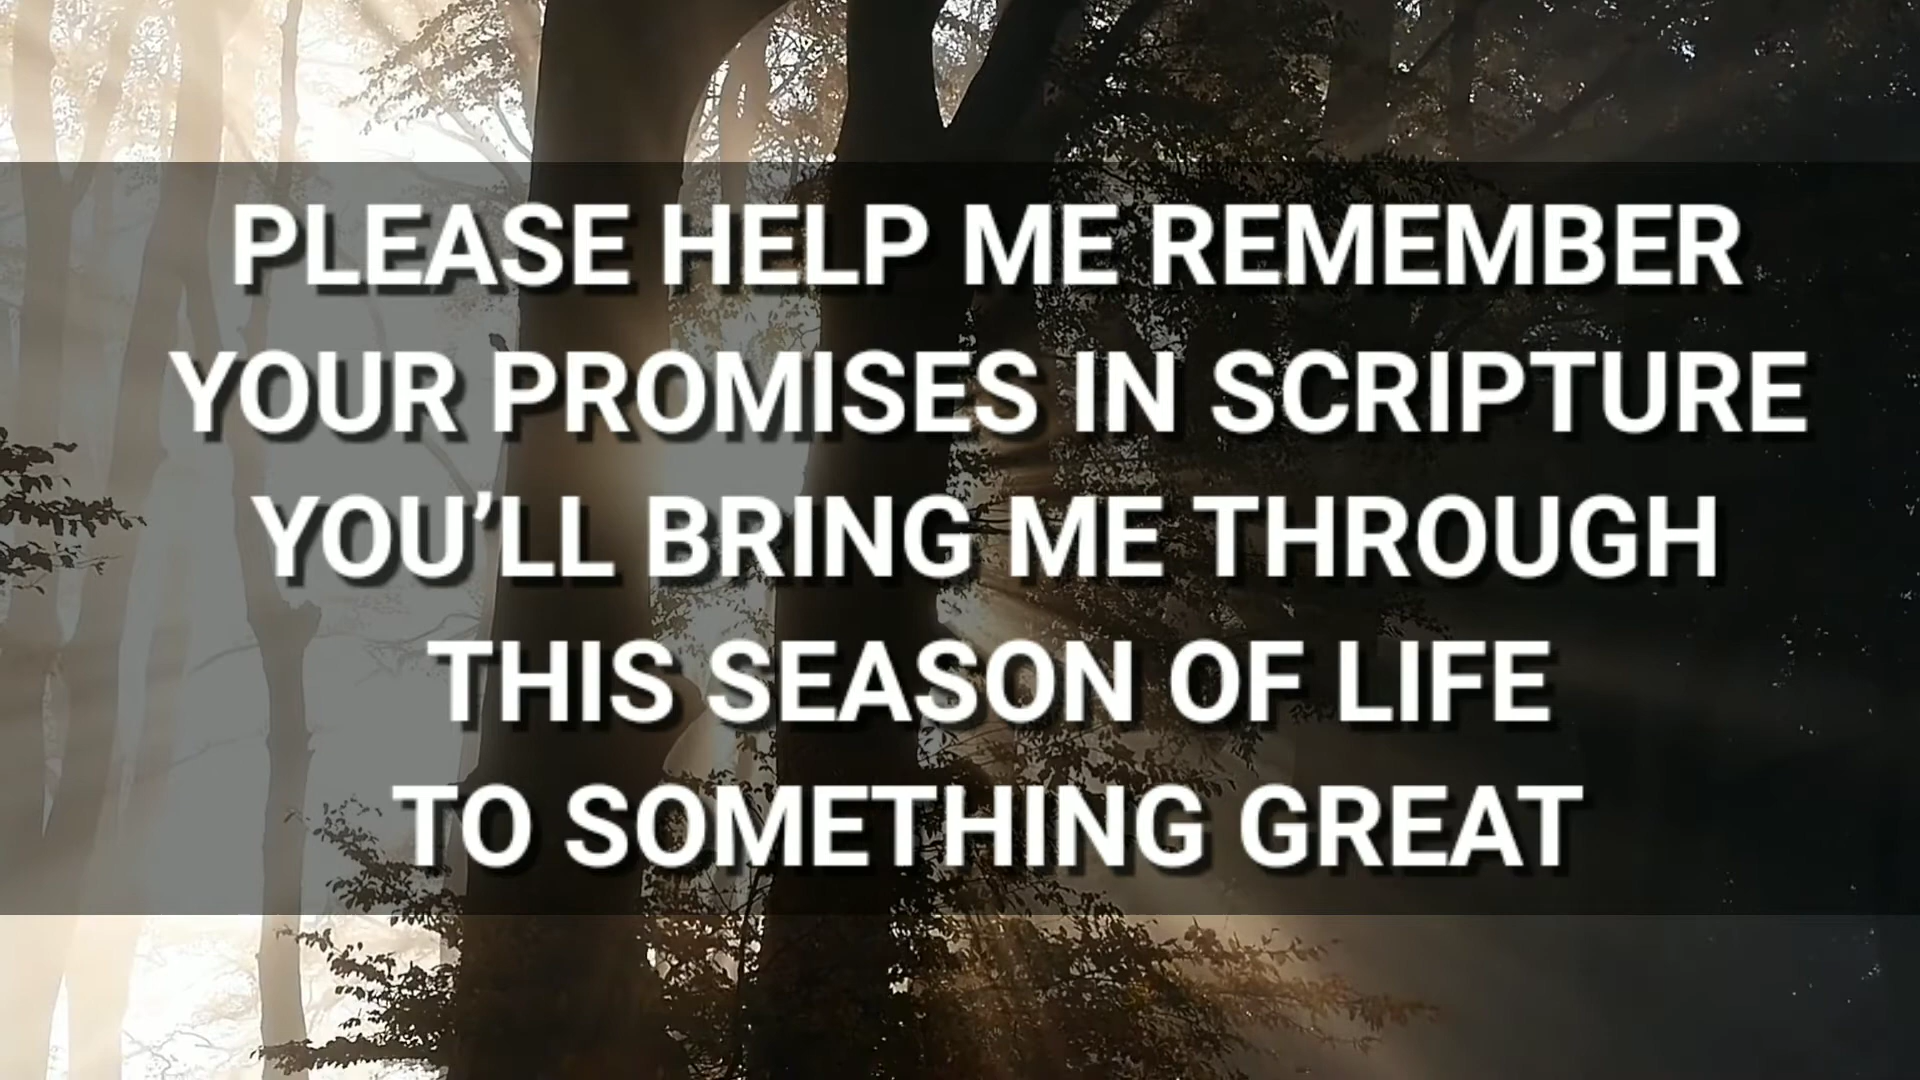 PLEASE HELP ME REMEMBER
YOUR PROMISES IN SCRIPTURE
YOU’LL BRING ME THROUGH
THIS SEASON OF LIFE
TO SOMETHING GREAT